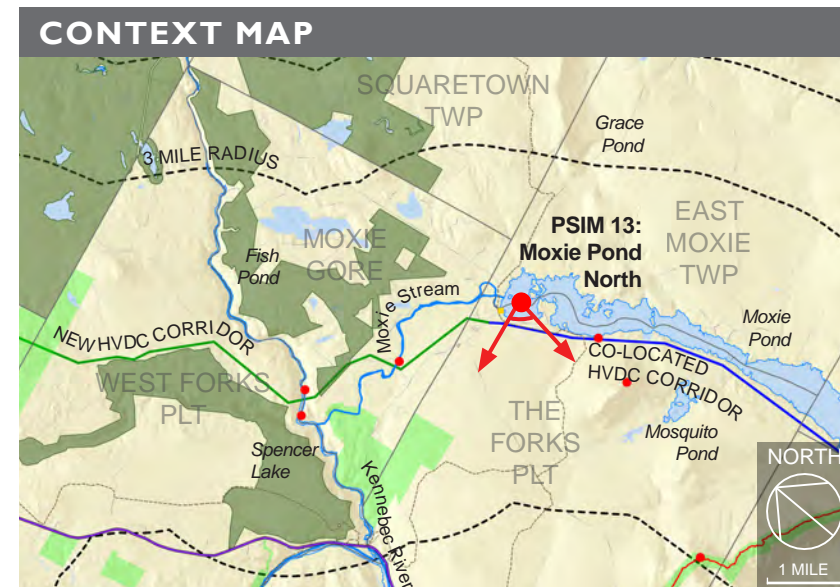 CONTEXT MAP
SQUARETOWN
TWP
Grace
Pond
3 MILE RADIUS
EAST
MOXIE
TWP
PSIM 13:
Moxie Pond
North
MOXIE
GORE
Fish
Pond
Moxie Stream
Moxie
Pond
NEW HVDC CORRIDOR
CO-LOCATED
HVDC CORRIDOR
WEST FORKS
PLT
THE
FORKS
PLT
Mosquito
Pond
Spencer
Lake
Kennebec River
NORTH
1 MILE